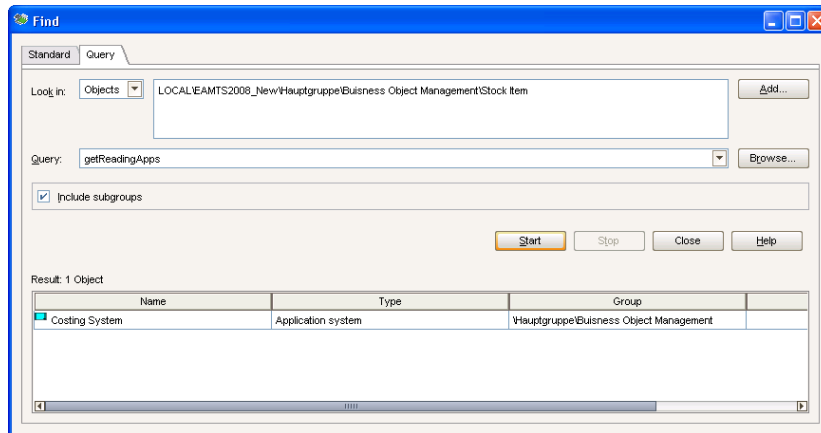 Find
Standard Query
Look in: Objects LOCAL\EAMTS2008_New\Hauptgruppe\Buisness Object Management\Stock Item Add...
Query: getReadingApps Browse...
Include subgroups
Start Stop Close Help
Result: 1 Object
Name Type Group
Costing System Application system \Hauptgruppe\Buisness Object Management